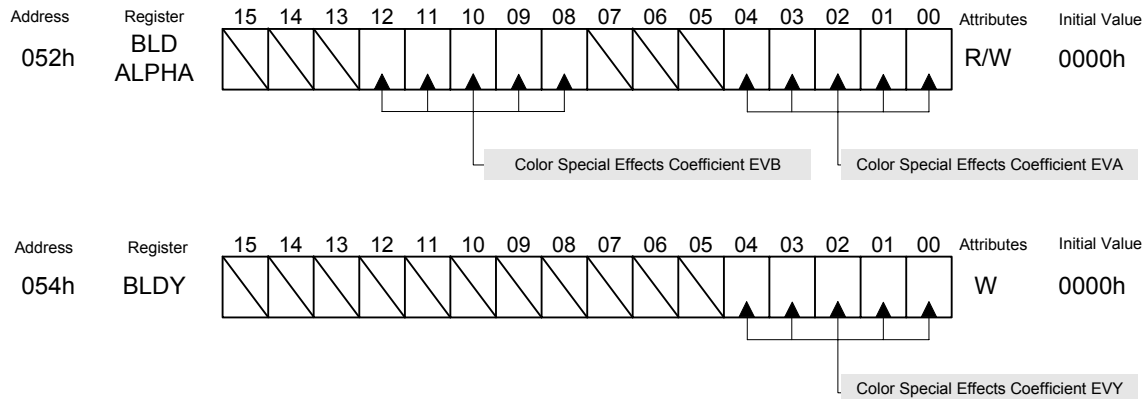 Address Register 15 14 13 12 11 10 09 08 07 06 05 04 03 02 01 00 Attributes Initial Value
052h BLD ALPHA R/W 0000h
Color Special Effects Coefficient EVB Color Special Effects Coefficient EVA
Address Register 15 14 13 12 11 10 09 08 07 06 05 04 03 02 01 00 Attributes Initial Value
054h BLDY W 0000h
Color Special Effects Coefficient EVY